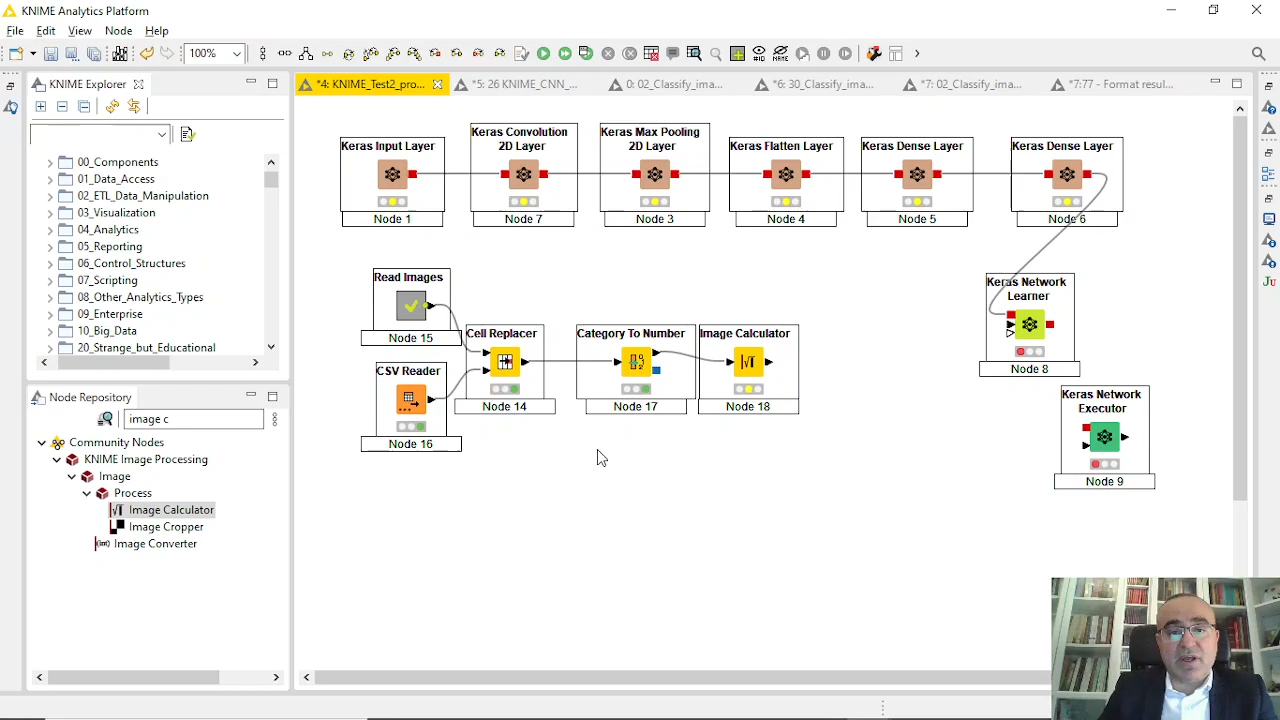 KNIME Analytics Platform
File Edit View Node Help
100%
KNIME Explorer
*4: KNIME_Test2_pro...
*5: 26 KNIME_CNN_...
0: 02_Classify_ima...
*6: 30_Classify_ima...
*7: 02_Classify_ima...
*7:77 - Format resul...
00_Components
01_Data_Access
02_ETL_Data_Manipulation
03_Visualization
04_Analytics
05_Reporting
06_Control_Structures
07_Scripting
08_Other_Analytics_Types
09_Enterprise
10_Big_Data
20_Strange_but_Educational
Node Repository
image c
Community Nodes
KNIME Image Processing
Image
Process
Image Calculator
Image Cropper
Image Converter
Keras Input Layer
Node 1
Keras Convolution
2D Layer
Node 7
Keras Max Pooling
2D Layer
Node 3
Keras Flatten Layer
Node 4
Keras Dense Layer
Node 5
Keras Dense Layer
Node 6
Read Images
Node 15
CSV Reader
Node 16
Cell Replacer
Node 14
Category To Number
Node 17
Image Calculator
Node 18
Keras Network
Learner
Node 8
Keras Network
Executor
Node 9
Ju